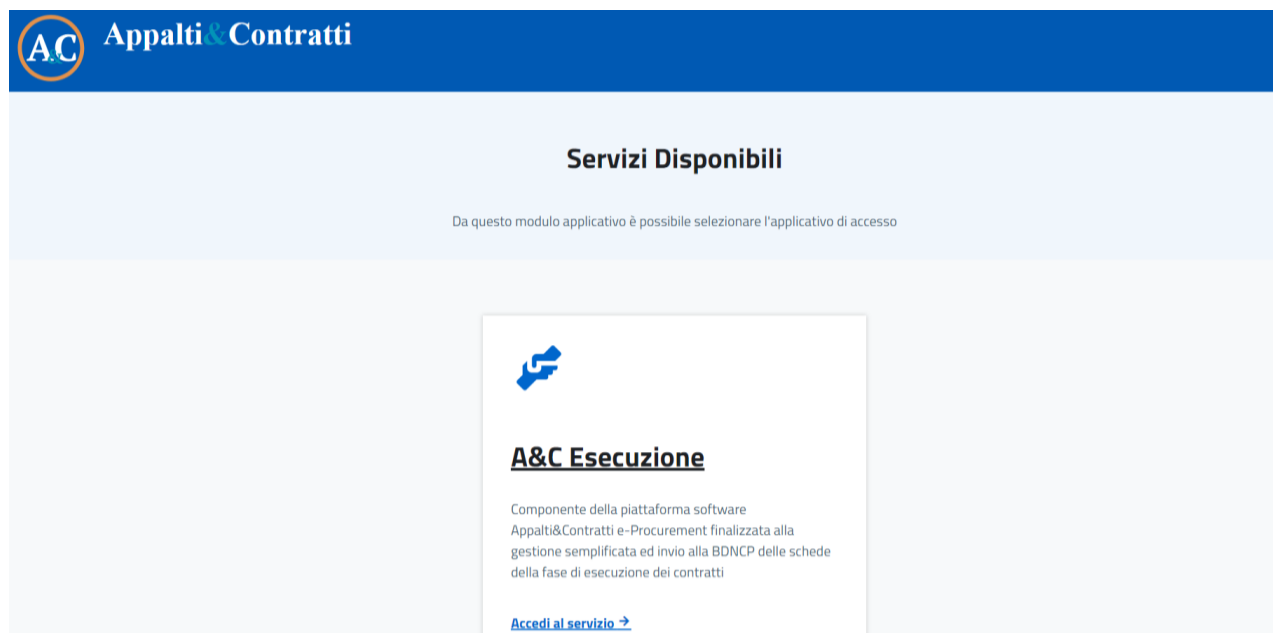 A&C
Appalti&Contratti
Servizi Disponibili
Da questo modulo applicativo è possibile selezionare l'applicativo di accesso
A&C Esecuzione
Componente della piattaforma software
Appalti&Contratti e-Procurement finalizzata alla
gestione semplificata ed invio alla BDNCP delle schede
della fase di esecuzione dei contratti
Accedi al servizio →